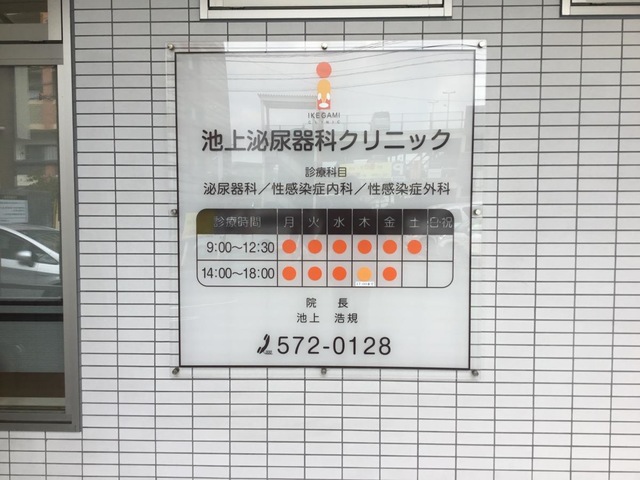 IKEGAMI
CLINIC
池上泌尿器科クリニック
診療科目
泌尿器科／性感染症内科／性感染症外科
診療時間 月 火 水 木 金 土 日・祝
9:00〜12:30
14:00〜18:00
院 長
池上 浩規
572-0128